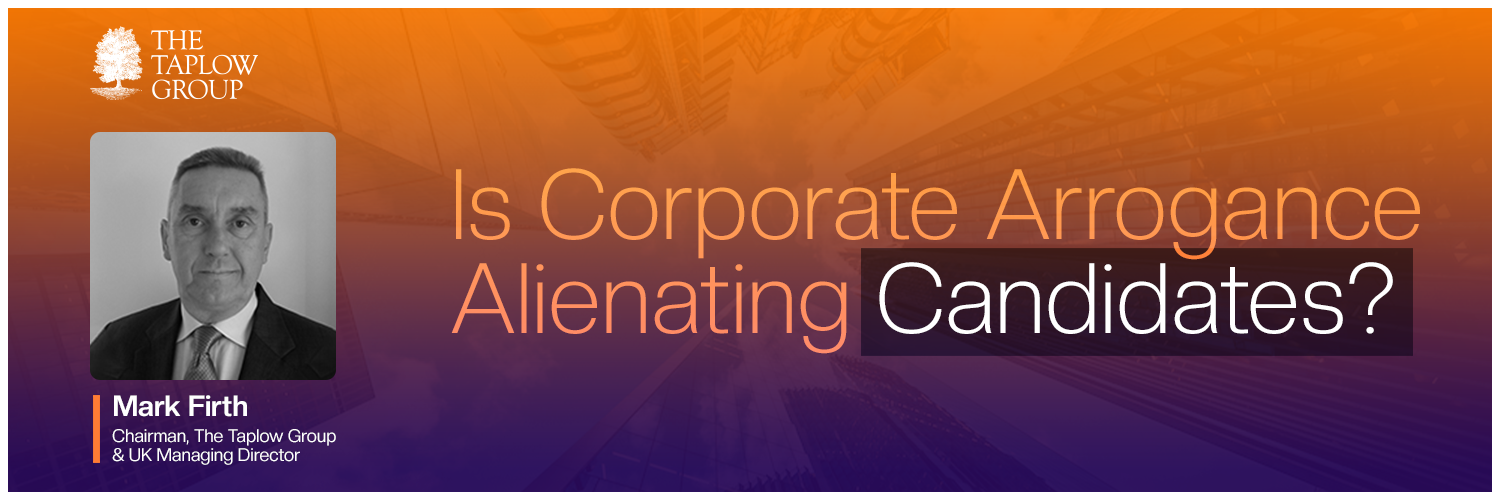 THE
TAPLOW
GROUP
Is Corporate Arrogance
Alienating Candidates?
Mark Firth
Chairman, The Taplow Group
& UK Managing Director